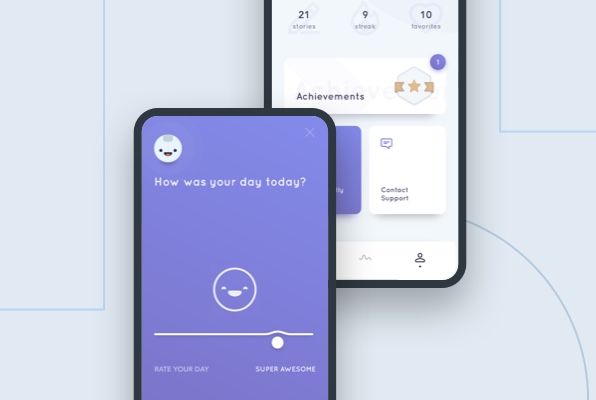 21
stories
9
streak
10
favorites
1
Achievements
Contact
Support
How was your day today?
RATE YOUR DAY
SUPER AWESOME